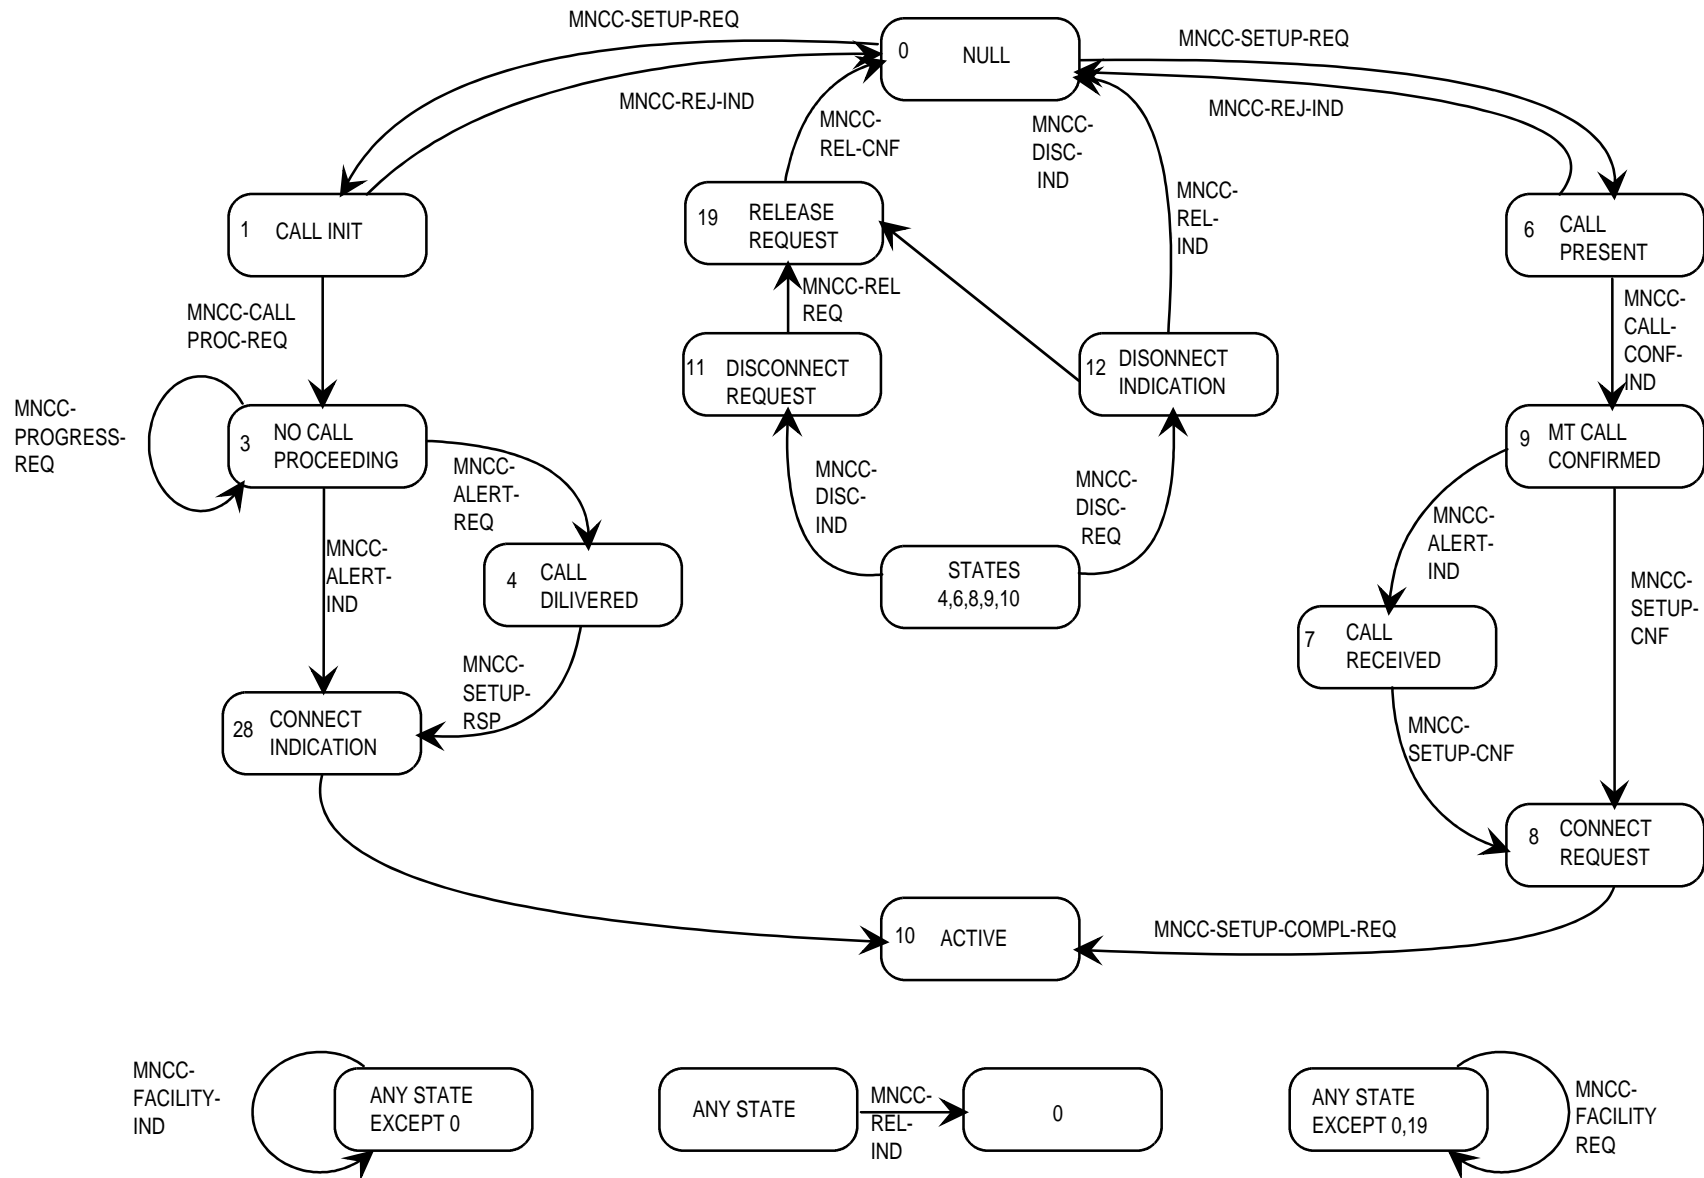 MNCC-SETUP-REQ
0
NULL
MNCC-SETUP-REQ
MNCC-REJ-IND
MNCC-REJ-IND
MNCC-
REL-CNF
MNCC-
DISC-
IND
MNCC-
REL-
IND
1
CALL INIT
19
RELEASE
REQUEST
6
CALL
PRESENT
MNCC-CALL
PROC-REQ
MNCC-REL
REQ
MNCC-
CALL-
CONF-
IND
11
DISCONNECT
REQUEST
12
DISONNECT
INDICATION
MNCC-
PROGRESS-
REQ
3
NO CALL
PROCEEDING
9
MT CALL
CONFIRMED
MNCC-
ALERT-
REQ
MNCC-
DISC-
IND
MNCC-
DISC-
REQ
MNCC-
ALERT-
IND
MNCC-
ALERT-
IND
4
CALL
DILIVERED
STATES
4,6,8,9,10
MNCC-
SETUP-
CNF
7
CALL
RECEIVED
MNCC-
SETUP-
RSP
28
CONNECT
INDICATION
MNCC-
SETUP-CNF
8
CONNECT
REQUEST
10
ACTIVE
MNCC-SETUP-COMPL-REQ
MNCC-
FACILITY-
IND
ANY STATE
EXCEPT 0
ANY STATE
MNCC-
REL-
IND
0
ANY STATE
EXCEPT 0,19
MNCC-
FACILITY
REQ